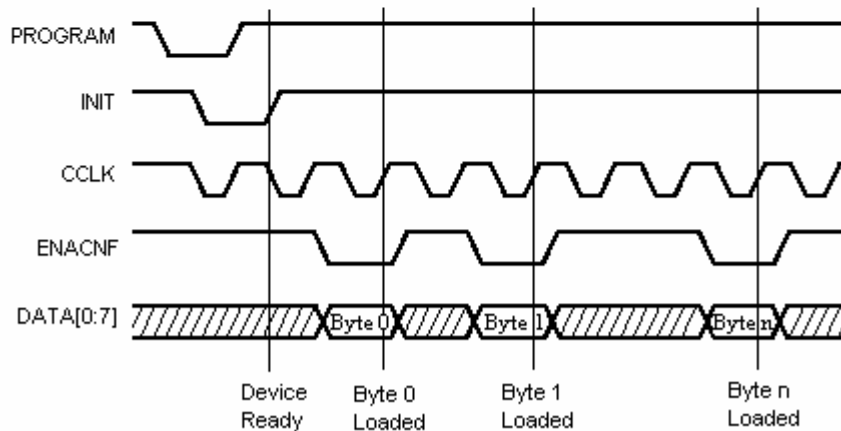 PROGRAM
INIT
CCLK
ENACNF
DATA[0:7]
Byte 0
Byte 1
Byte n
Device
Ready
Byte 0
Loaded
Byte 1
Loaded
Byte n
Loaded